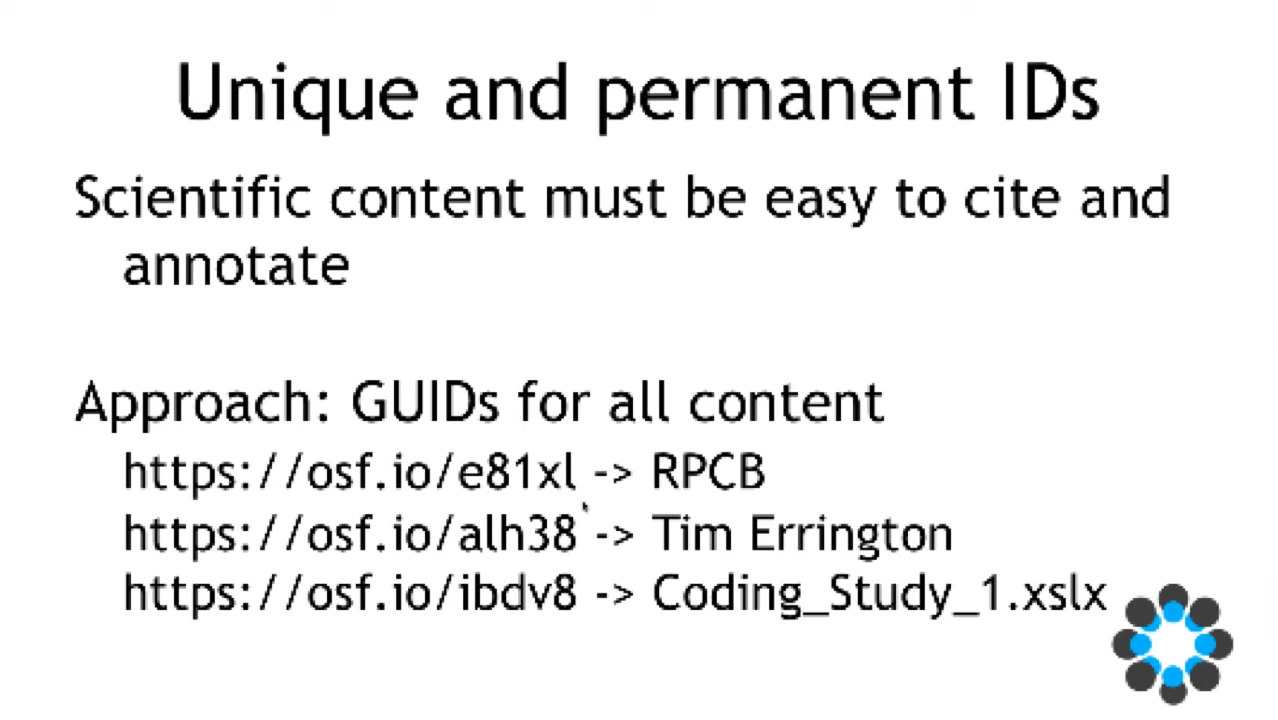 Unique and permanent IDs
Scientific content must be easy to cite and
annotate
Approach: GUIDs for all content
https://osf.io/e81xl -> RPCB
https://osf.io/alh38 -> Tim Errington
https://osf.io/ibdv8 -> Coding_Study_1.xslx